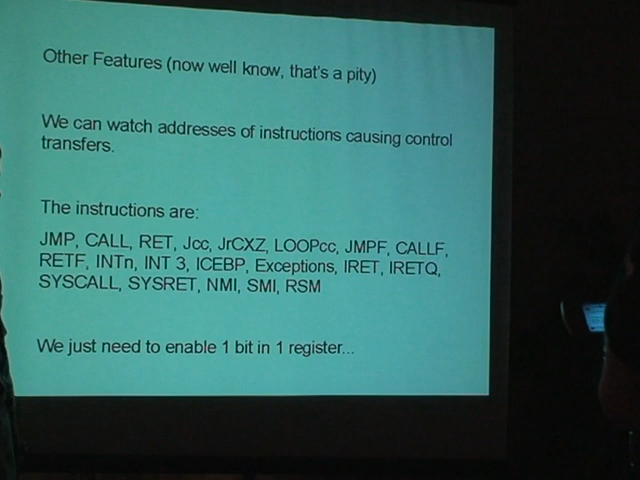 Other Features (now well know, that's a pity)
We can watch addresses of instructions causing control
transfers.
The instructions are:
JMP, CALL, RET, Jcc, JrCXZ, LOOPcc, JMPF, CALLF,
RETF, INTn, INT 3, ICEBP, Exceptions, IRET, IRETQ,
SYSCALL, SYSRET, NMI, SMI, RSM
We just need to enable 1 bit in 1 register...